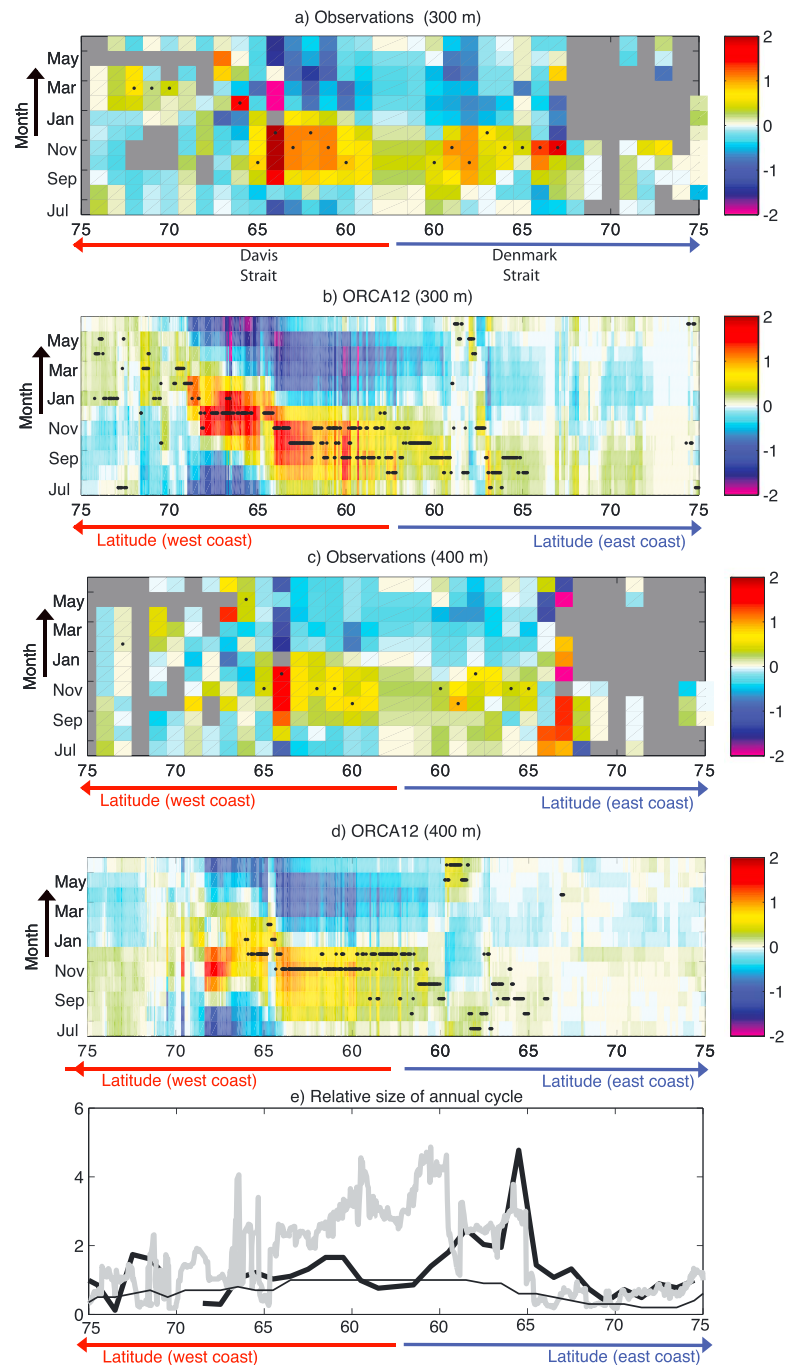 a) Observations (300 m)
May
Mar
Jan
Nov
Sep
Jul
Month
2
1
0
-1
-2
75
70
65
60
60
65
70
75
Davis
Strait
Denmark
Strait
b) ORCA12 (300 m)
May
Mar
Jan
Nov
Sep
Jul
Month
2
1
0
-1
-2
75
70
65
60
60
65
70
75
Latitude (west coast)
Latitude (east coast)
c) Observations (400 m)
May
Mar
Jan
Nov
Sep
Jul
Month
2
1
0
-1
-2
75
70
65
60
60
65
70
75
Latitude (west coast)
Latitude (east coast)
d) ORCA12 (400 m)
May
Mar
Jan
Nov
Sep
Jul
Month
2
1
0
-1
-2
75
70
65
60
60
65
70
75
Latitude (west coast)
Latitude (east coast)
e) Relative size of annual cycle
6
4
2
0
75
70
65
60
60
65
70
75
Latitude (west coast)
Latitude (east coast)